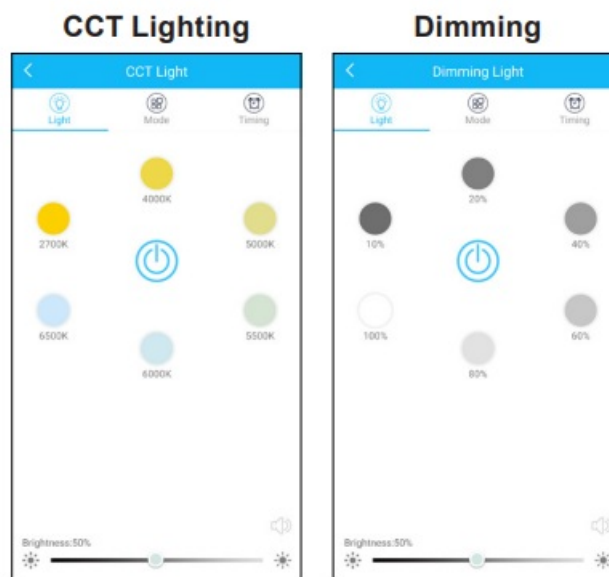 CCT Lighting
CCT Light
Light Mode Timing
4000K
2700K 5000K
6500K 5500K
6000K
Brightness:50%
Dimming
Dimming Light
Light Mode Timing
20%
10% 40%
100% 60%
80%
Brightness:50%